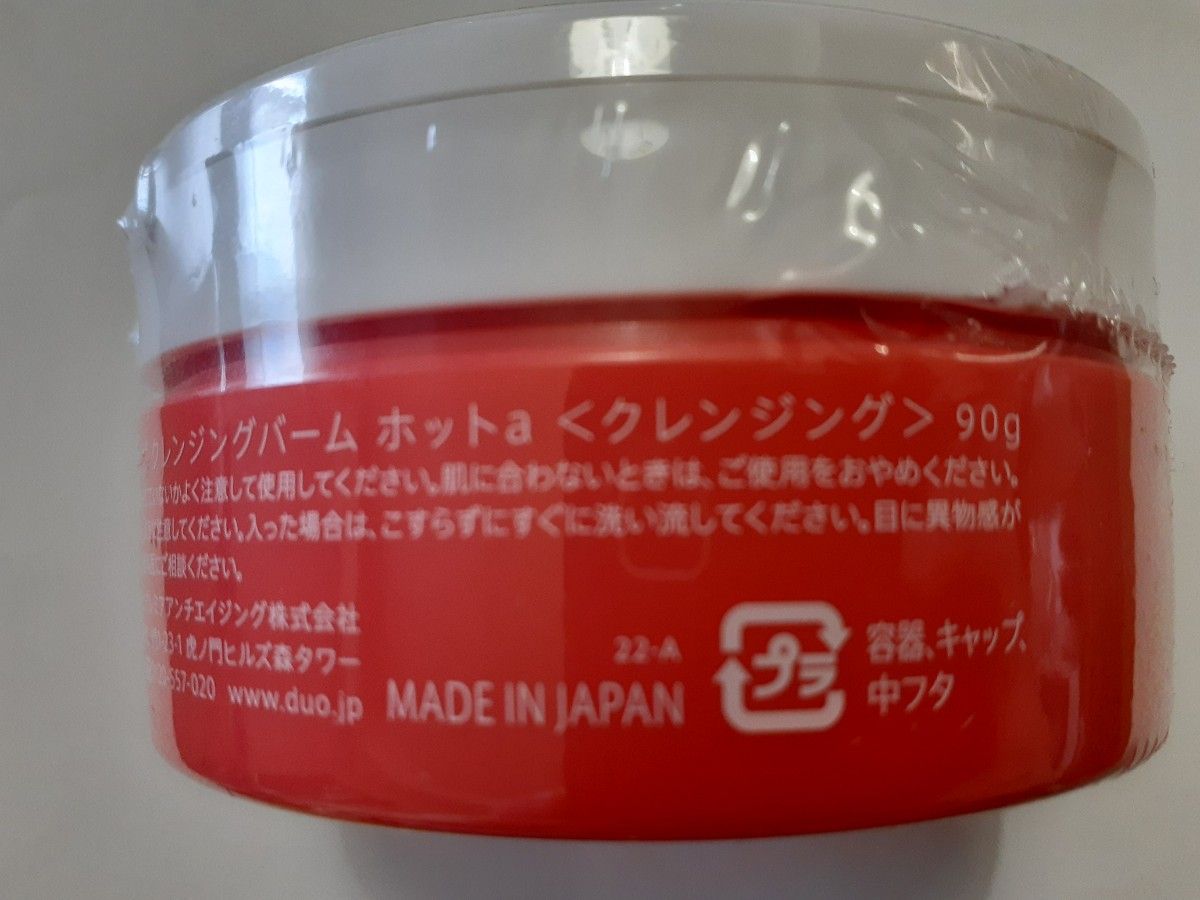 クレンジングバーム ホットa <クレンジング> 90g
ないかよく注意して使用してください。肌に合わないときは、ご使用をおやめください。
注意してください。入った場合は、こすらずにすぐに洗い流してください。目に異物感が
ご相談ください。
アンチエイジング株式会社
23-1 虎ノ門ヒルズ森タワー
557-020 www.duo.jp
MADE IN JAPAN
22-A
プラ
容器、キャップ、
中フタ